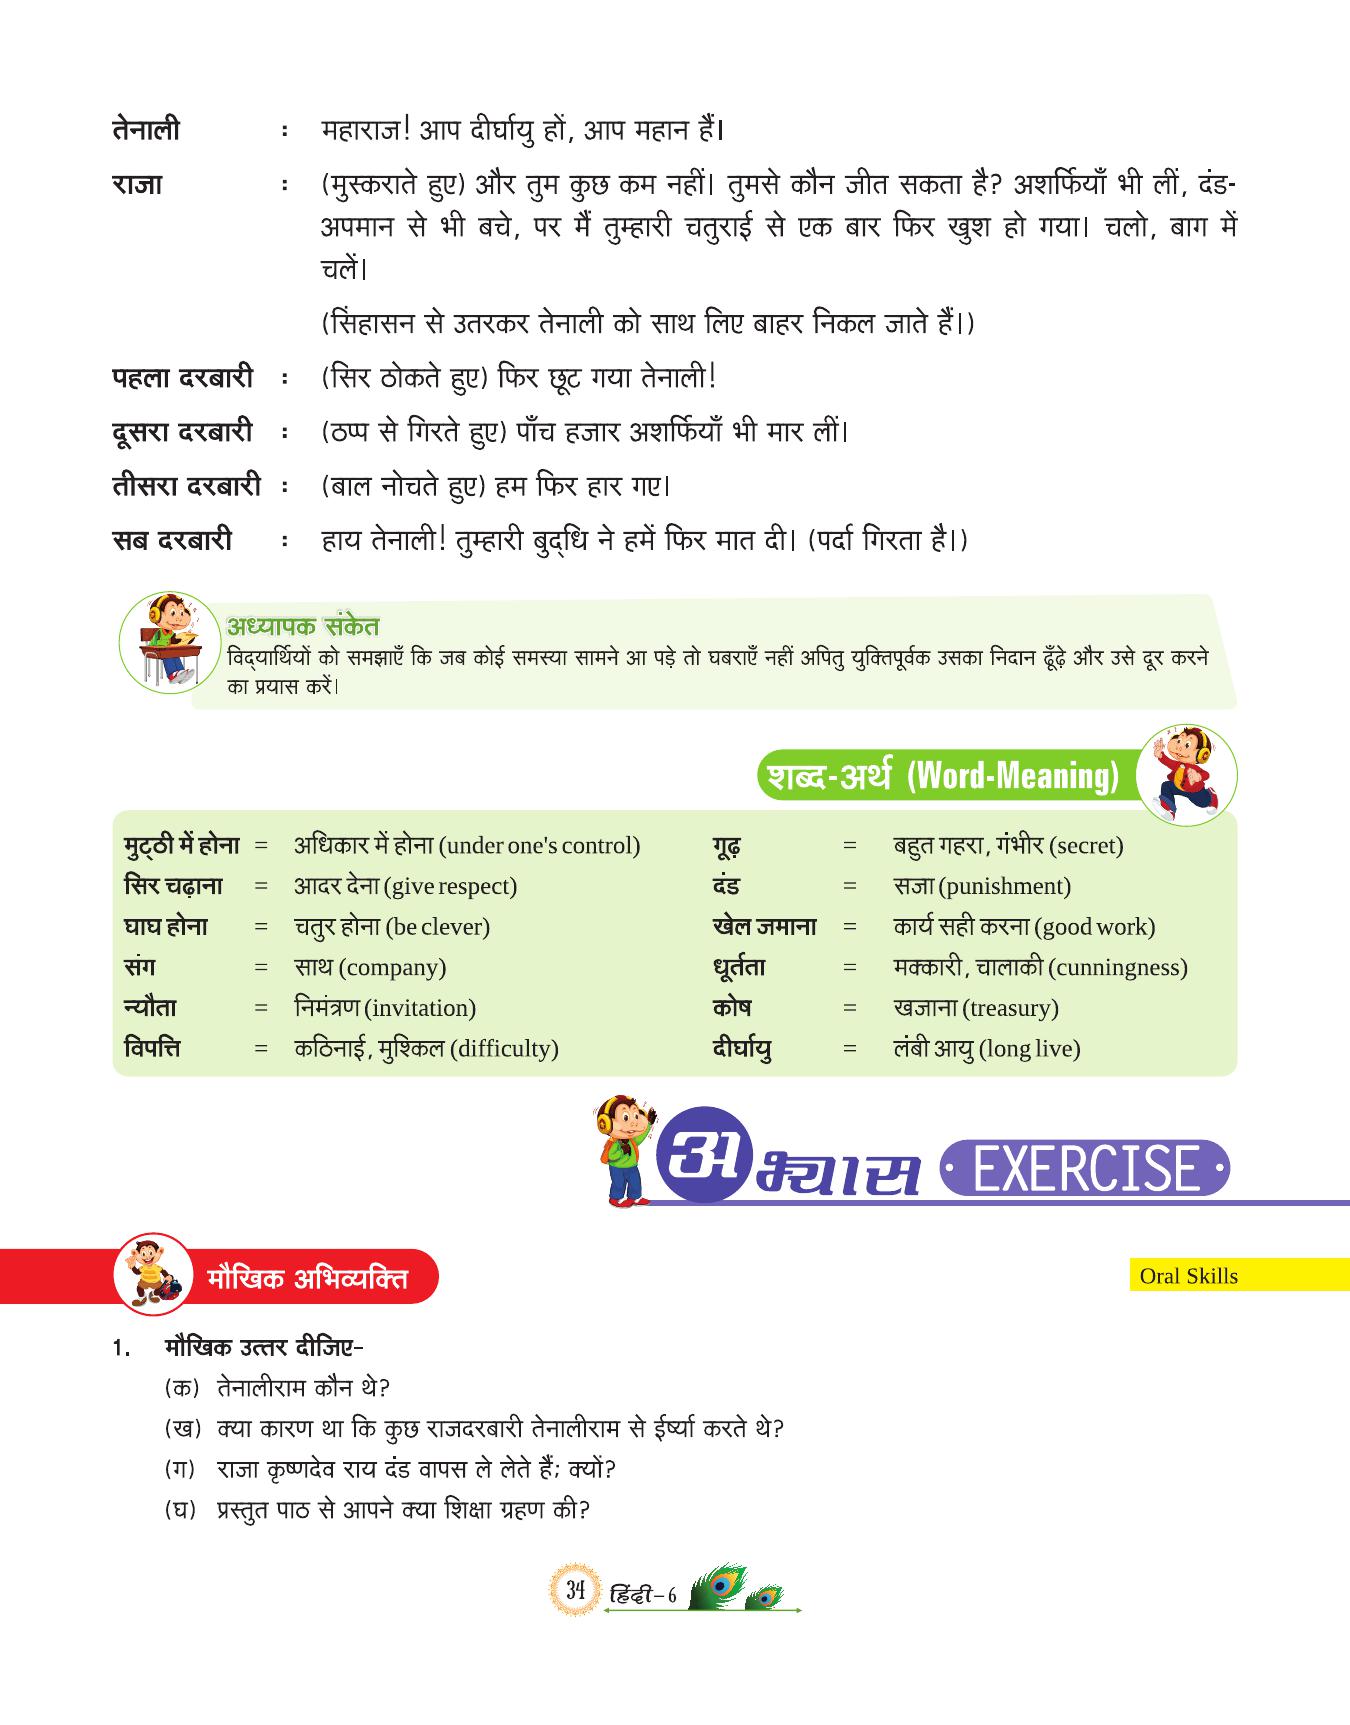 तेनाली : महाराज! आप दीर्घायु हों, आप महान हैं।
राजा : (मुस्कराते हुए) और तुम कुछ कम नहीं। तुमसे कौन जीत सकता है? अशर्फियाँ भी लीं, दंड-
अपमान से भी बचे, पर मैं तुम्हारी चतुराई से एक बार फिर खुश हो गया। चलो, बाग में
चलें।
(सिंहासन से उतरकर तेनाली को साथ लिए बाहर निकल जाते हैं।)
पहला दरबारी : (सिर ठोकते हुए) फिर छूट गया तेनाली!
दूसरा दरबारी : (ठप्प से गिरते हुए) पाँच हजार अशर्फियाँ भी मार लीं।
तीसरा दरबारी : (बाल नोचते हुए) हम फिर हार गए।
सब दरबारी : हाय तेनाली! तुम्हारी बुद्‌धि ने हमें फिर मात दी। (पर्दा गिरता है।)
अध्यापक संकेत
विद्‌यार्थियों को समझाएँ कि जब कोई समस्या सामने आ पड़े तो घबराएँ नहीं अपितु युक्तिपूर्वक उसका निदान ढूँढ़े और उसे दूर करने
का प्रयास करें।
शब्द-अर्थ (Word-Meaning)
मुट्‌ठी में होना = अधिकार में होना (under one's control) गूढ़ = बहुत गहरा, गंभीर (secret)
सिर चढ़ाना = आदर देना (give respect) दंड = सजा (punishment)
घाघ होना = चतुर होना (be clever) खेल जमाना = कार्य सही करना (good work)
संग = साथ (company) धूर्तता = मक्कारी, चालाकी (cunningness)
न्यौता = निमंत्रण (invitation) कोष = खजाना (treasury)
विपत्ति = कठिनाई, मुश्किल (difficulty) दीर्घायु = लंबी आयु (long live)
अभ्यास EXERCISE
मौखिक अभिव्यक्ति Oral Skills
1. मौखिक उत्तर दीजिए-
(क) तेनालीराम कौन थे?
(ख) क्या कारण था कि कुछ राजदरबारी तेनालीराम से ईर्ष्या करते थे?
(ग) राजा कृष्णदेव राय दंड वापस ले लेते हैं; क्यों?
(घ) प्रस्तुत पाठ से आपने क्या शिक्षा ग्रहण की?
34 हिंदी-6